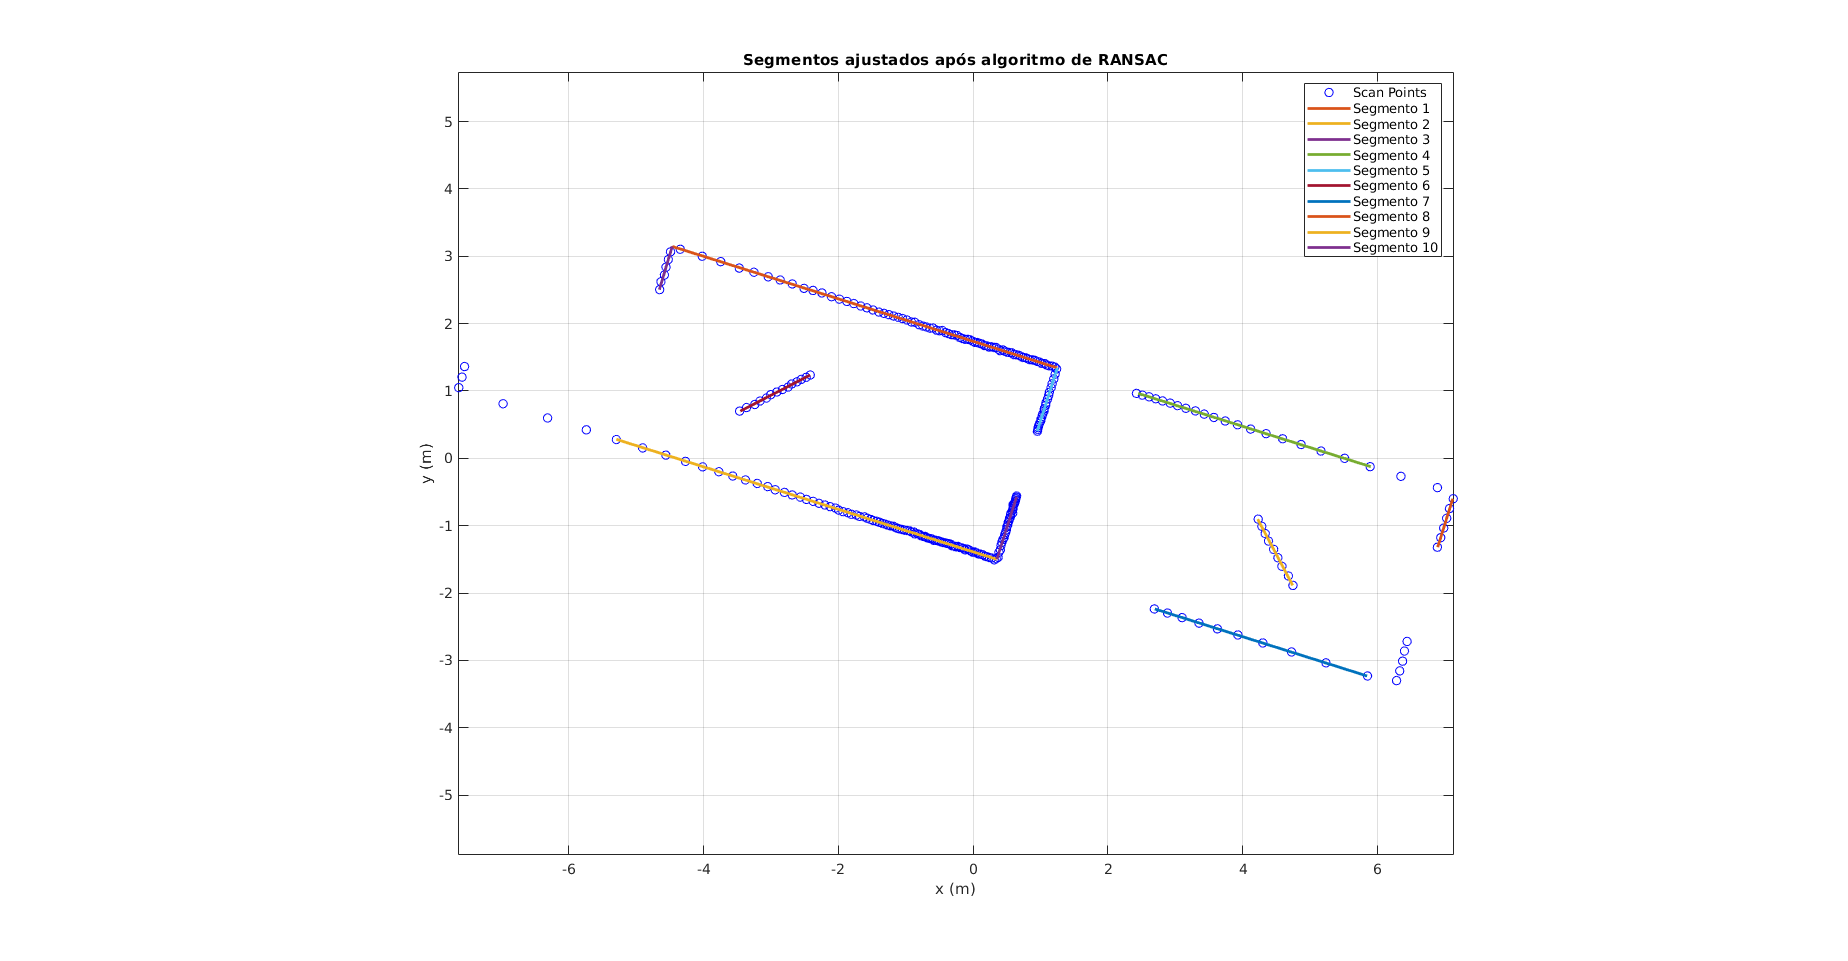 Segmentos ajustados após algoritmo de RANSAC
Scan Points
Segmento 1
Segmento 2
Segmento 3
Segmento 4
Segmento 5
Segmento 6
Segmento 7
Segmento 8
Segmento 9
Segmento 10
5
4
3
2
1
0
-1
-2
-3
-4
-5
y (m)
-6 -4 -2 0 2 4 6
x (m)